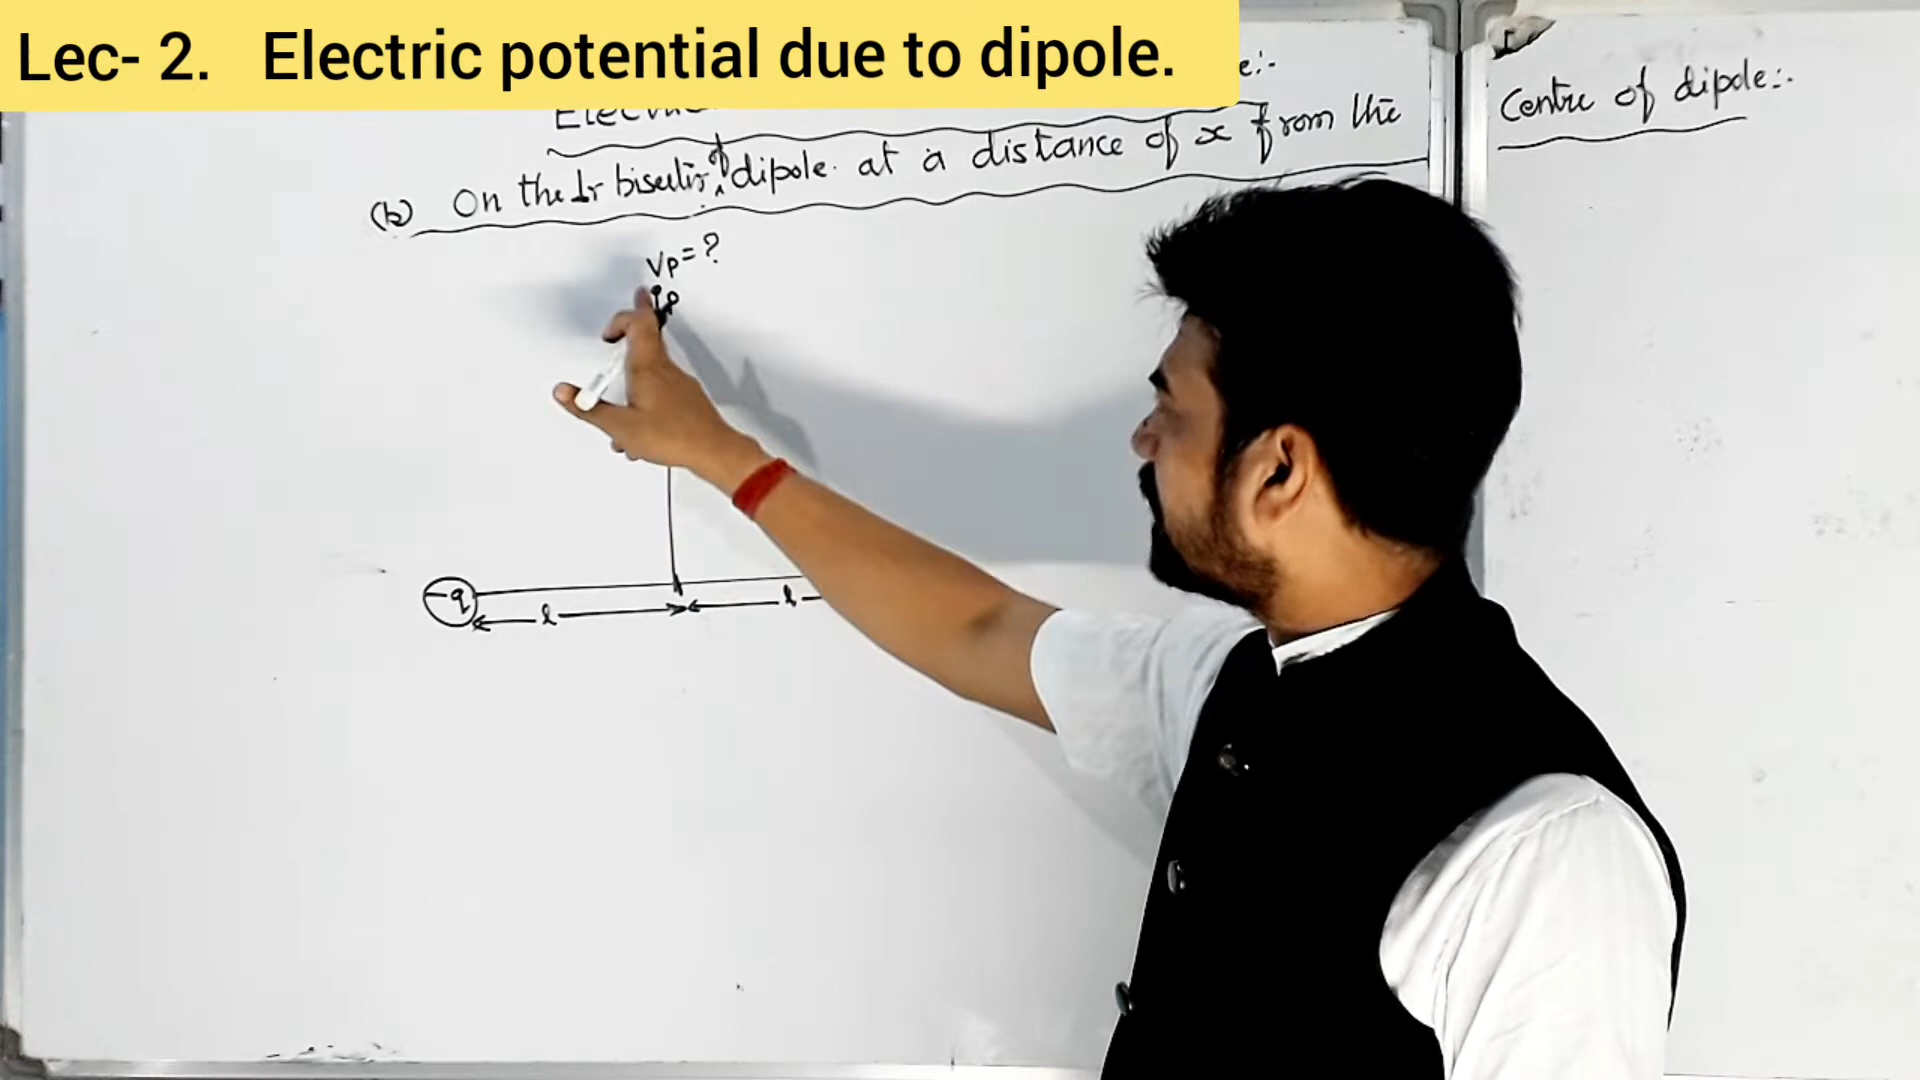 Lec- 2. Electric potential due to dipole.
e:-
(b) On the ⊥r bisector of dipole. at a distance of x from the
Centre of dipole:-
Vp=?
P
-q
l l